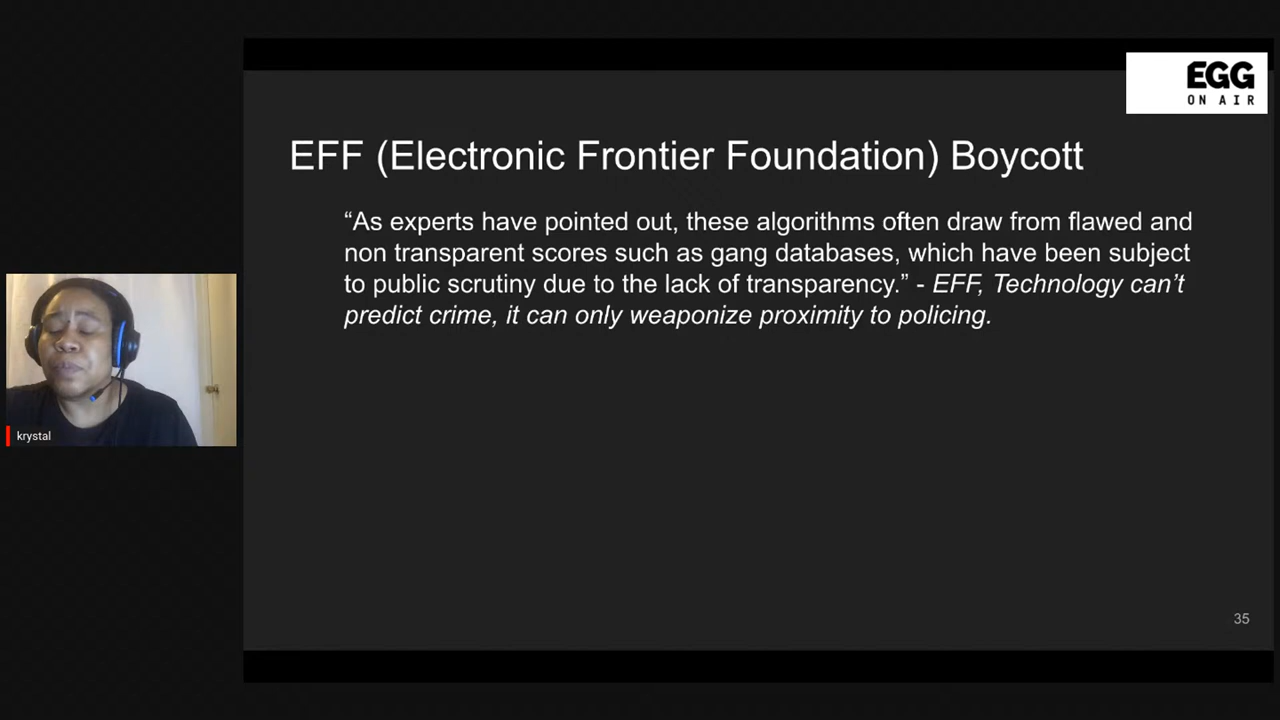 EGG
ON AIR
EFF (Electronic Frontier Foundation) Boycott
“As experts have pointed out, these algorithms often draw from flawed and
non transparent scores such as gang databases, which have been subject
to public scrutiny due to the lack of transparency.” - EFF, Technology can’t
predict crime, it can only weaponize proximity to policing.
krystal
35